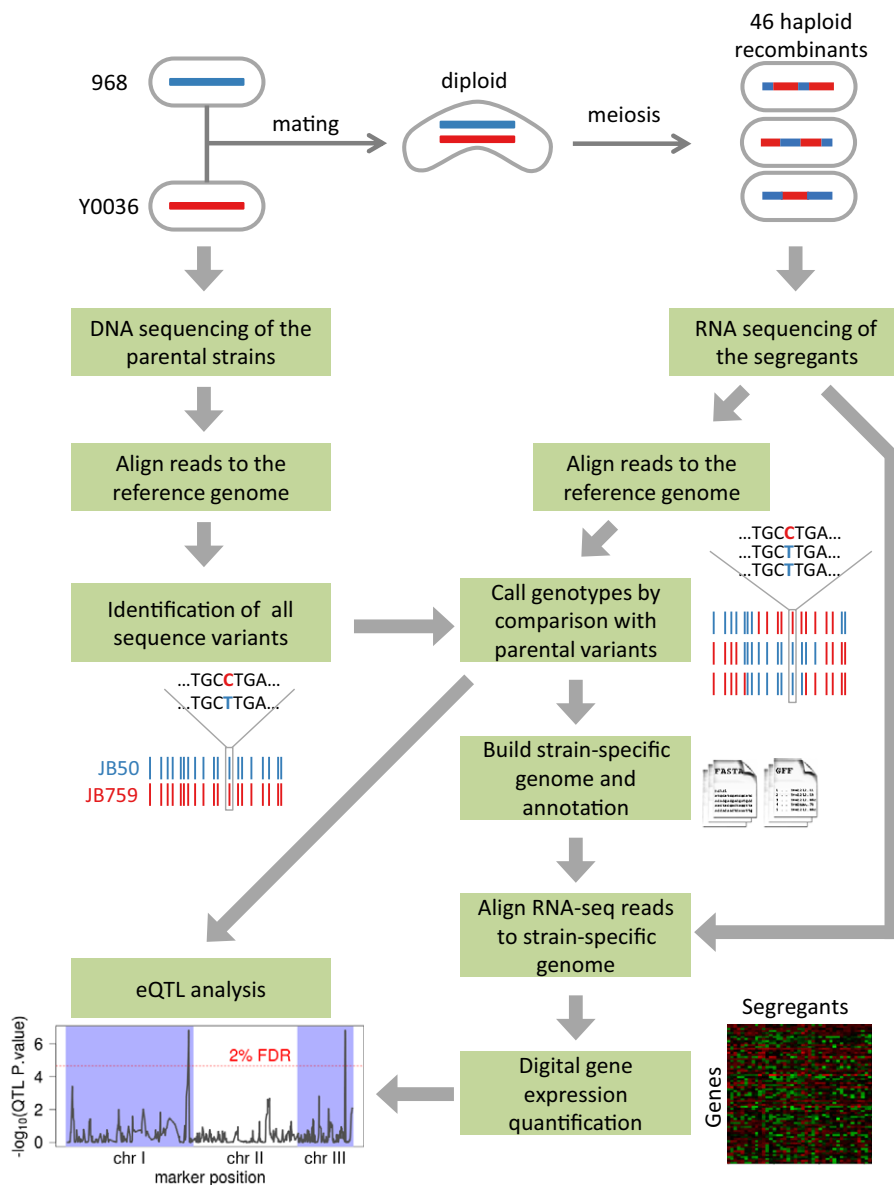 46 haploid
recombinants
968
diploid
mating
meiosis
Y0036
DNA sequencing of the
parental strains
RNA sequencing of
the segregants
Align reads to the
reference genome
Align reads to the
reference genome
...TGCCTGA...
...TGCTTGA...
...TGCTTGA...
Identification of all
sequence variants
Call genotypes by
comparison with
parental variants
...TGCCTGA...
...TGCTTGA...
JB50
JB759
Build strain-specific
genome and
annotation
FASTA
GFF
Align RNA-seq reads
to strain-specific
genome
eQTL analysis
Segregants
Genes
Digital gene
expression
quantification
-log10(QTL P.value)
6
4
2
0
2% FDR
chr I
chr II
chr III
marker position